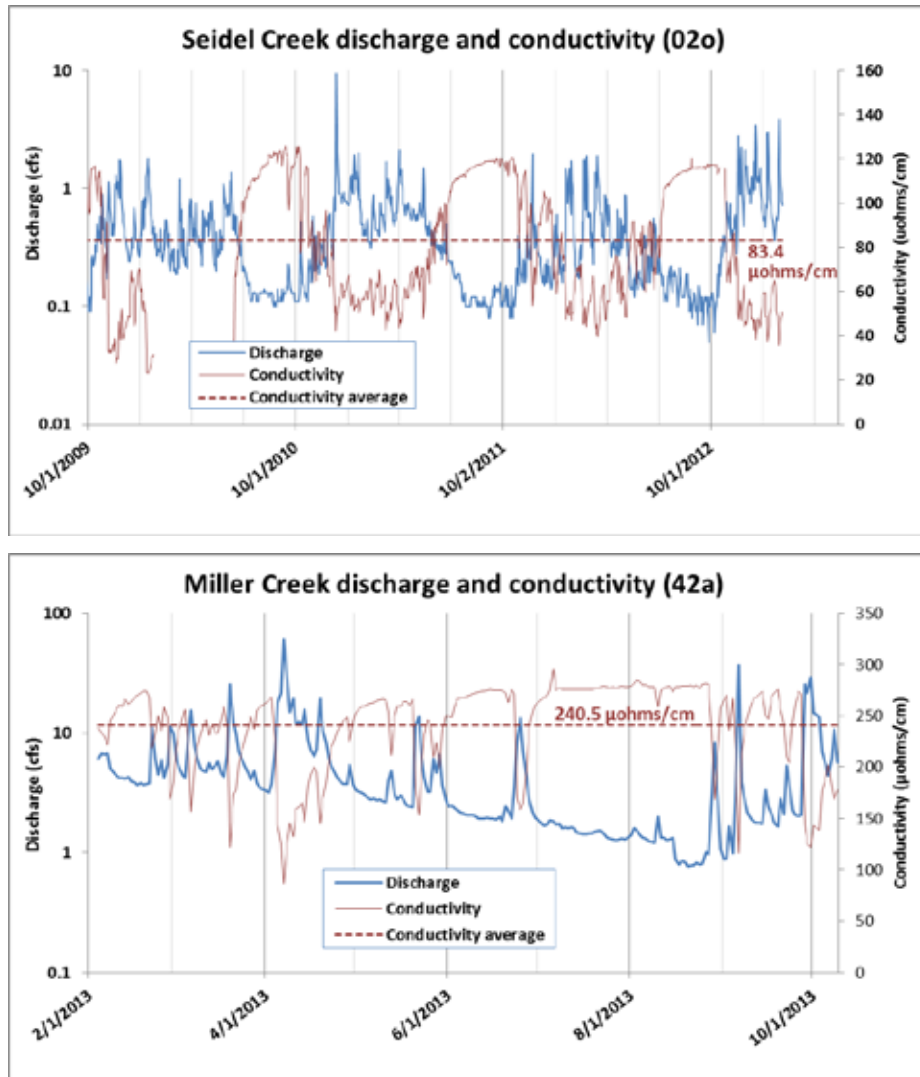 Seidel Creek discharge and conductivity (02o)
10
1
0.1
0.01
Discharge (cfs)
160
140
120
100
80
60
40
20
0
Conductivity (uohms/cm)
83.4
µohms/cm
Discharge
Conductivity
Conductivity average
10/1/2009
10/1/2010
10/2/2011
10/1/2012
Miller Creek discharge and conductivity (42a)
100
10
1
0.1
Discharge (cfs)
350
300
250
200
150
100
50
0
Conductivity (µohms/cm)
240.5 µohms/cm
Discharge
Conductivity
Conductivity average
2/1/2013
4/1/2013
6/1/2013
8/1/2013
10/1/2013